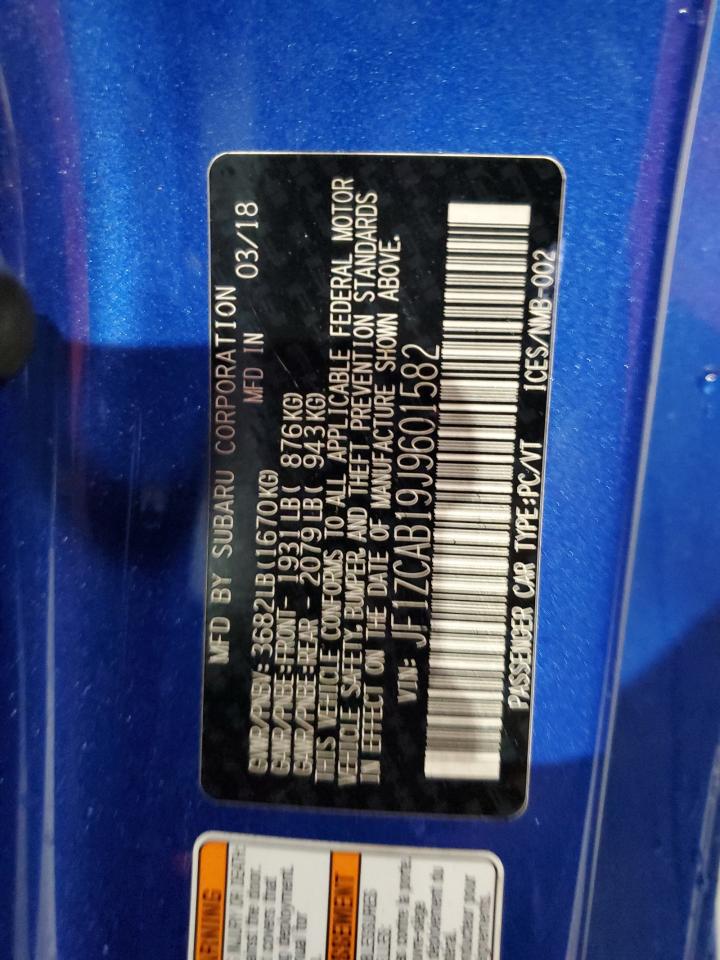 MFD BY SUBARU CORPORATION
MFD IN 03/18
GVWR/PNBV: 3682LB(1670KG)
GAWR/PNBE:FRONT- 1931LB( 876KG)
GAWR/PNBE:REAR 2079LB( 943KG)
THIS VEHICLE CONFORMS TO ALL APPLICABLE FEDERAL MOTOR
VEHICLE SAFETY, BUMPER, AND THEFT PREVENTION STANDARDS
IN EFFECT ON THE DATE OF MANUFACTURE SHOWN ABOVE.
VIN: JF1ZCAB19J9601582
PASSENGER CAR TYPE:PC/VT ICES/NMB-002